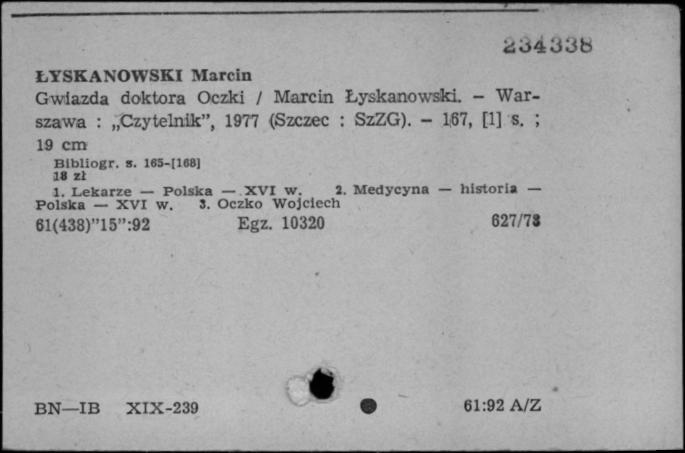 234338
ŁYSKANOWSKI Marcin
Gwiazda doktora Oczki / Marcin Łyskanowski. — War-
szawa : „Czytelnik”, 1977 (Szczec : SzZG). — 167, [1] s. ;
19 cm
Bibliogr. s. 165-[168]
18 zł
1. Lekarze — Polska — XVI w. 2. Medycyna — historia —
Polska — XVI w. 3. Oczko Wojciech
61(438)”15”:92 Egz. 10320 627/78
BN—IB XIX-239 61:92 A/Z